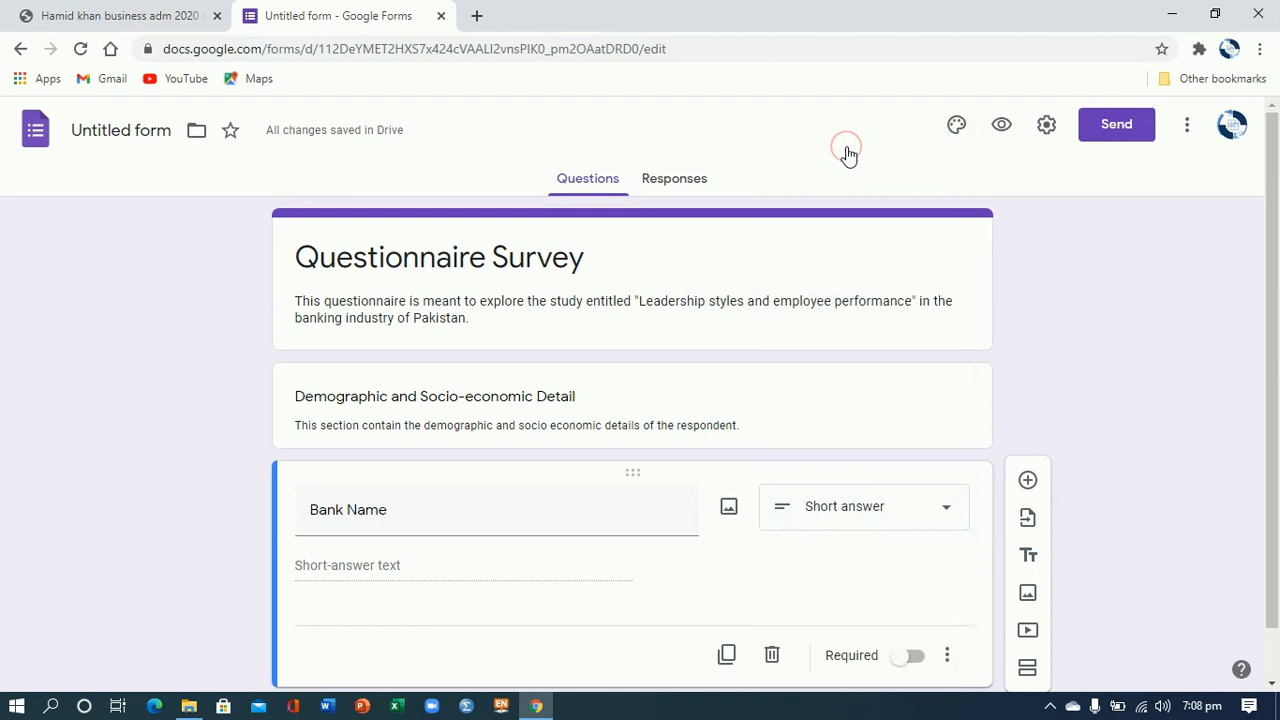 Hamid khan business adm 2020
Untitled form - Google Forms
docs.google.com/forms/d/112DeYMET2HXS7x424cVAALI2vnsPIK0_pm2OAatDRD0/edit
Apps Gmail YouTube Maps Other bookmarks
Untitled form All changes saved in Drive Send
Questions Responses
Questionnaire Survey
This questionnaire is meant to explore the study entitled "Leadership styles and employee performance" in the
banking industry of Pakistan.
Demographic and Socio-economic Detail
This section contain the demographic and socio economic details of the respondent.
Bank Name Short answer
Short-answer text
Required
7:08 pm